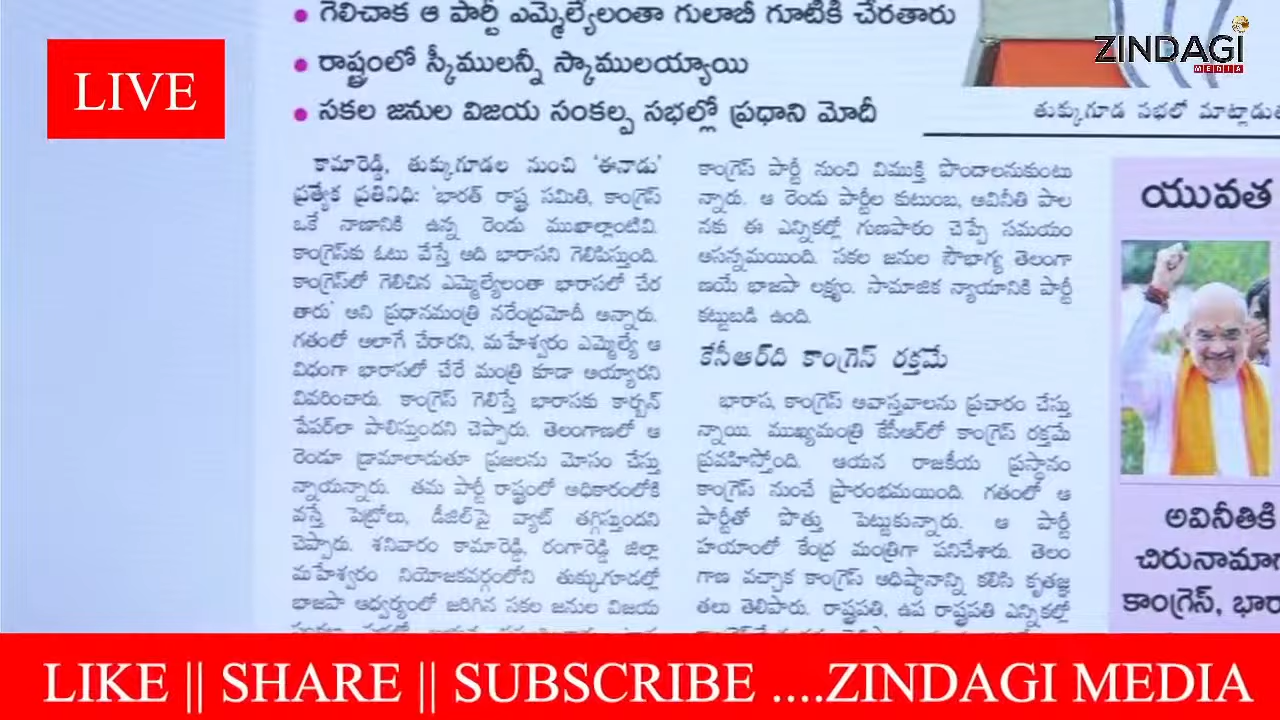 • గెలిచాక ఆ పార్టీ ఎమ్మెల్యేలంతా గులాబీ గూటికి చేరతారు
• రాష్ట్రంలో స్కీములన్నీ స్కాములయ్యాయి
• సకల జనుల విజయ సంకల్ప సభల్లో ప్రధాని మోదీ
LIVE
ZINDAGI
MEDIA
తుక్కుగూడ సభలో మాట్లాడుత
కామారెడ్డి, తుక్కుగూడల నుంచి 'ఈనాడు'
ప్రత్యేక ప్రతినిధి: 'భారత్ రాష్ట్ర సమితి, కాంగ్రెస్
ఒకే నాణానికి ఉన్న రెండు ముఖాల్లాంటివి.
కాంగ్రెస్‌కు ఓటు వేస్తే అది భారాసని గెలిపిస్తుంది.
కాంగ్రెస్‌లో గెలిచిన ఎమ్మెల్యేలంతా భారాసలో చేర
తారు' అని ప్రధానమంత్రి నరేంద్రమోదీ అన్నారు.
గతంలో అలాగే చేరారని, మహేశ్వరం ఎమ్మెల్యే ఆ
విధంగా భారాసలో చేరే మంత్రి కూడా అయ్యారని
వివరించారు. కాంగ్రెస్ గెలిస్తే భారాసకు కార్బన్
పేపర్‌లా పాలిస్తుందని చెప్పారు. తెలంగాణలో ఆ
రెండూ డ్రామాలాడుతూ ప్రజలను మోసం చేస్తు
న్నాయన్నారు. తమ పార్టీ రాష్ట్రంలో అధికారంలోకి
వస్తే పెట్రోలు, డీజిల్‌పై వ్యాట్ తగ్గిస్తుందని
చెప్పారు. శనివారం కామారెడ్డి, రంగారెడ్డి జిల్లా
మహేశ్వరం నియోజకవర్గంలోని తుక్కుగూడల్లో
భాజపా ఆధ్వర్యంలో జరిగిన సకల జనుల విజయ
కాంగ్రెస్ పార్టీ నుంచి విముక్తి పొందాలనుకుంటు
న్నారు. ఆ రెండు పార్టీల కుటుంబ, అవినీతి పాల
నకు ఈ ఎన్నికల్లో గుణపాఠం చెప్పే సమయం
ఆసన్నమయింది. సకల జనుల సౌభాగ్య తెలంగా
ణయే భాజపా లక్ష్యం. సామాజిక న్యాయానికి పార్టీ
కట్టుబడి ఉంది.
కేసీఆర్‌ది కాంగ్రెస్ రక్తమే
భారాస, కాంగ్రెస్ అవాస్తవాలను ప్రచారం చేస్తు
న్నాయి. ముఖ్యమంత్రి కేసీఆర్‌లో కాంగ్రెస్ రక్తమే
ప్రవహిస్తోంది. ఆయన రాజకీయ ప్రస్థానం
కాంగ్రెస్ నుంచే ప్రారంభమయింది. గతంలో ఆ
పార్టీతో పొత్తు పెట్టుకున్నారు. ఆ పార్టీ
హయాంలో కేంద్ర మంత్రిగా పనిచేశారు. తెలం
గాణ వచ్చాక కాంగ్రెస్ అధిష్ఠానాన్ని కలిసి కృతజ్ఞ
తలు తెలిపారు. రాష్ట్రపతి, ఉప రాష్ట్రపతి ఎన్నికల్లో
యువత
అవినీతికి
చిరునామాగ
కాంగ్రెస్, భార
LIKE || SHARE || SUBSCRIBE ....ZINDAGI MEDIA